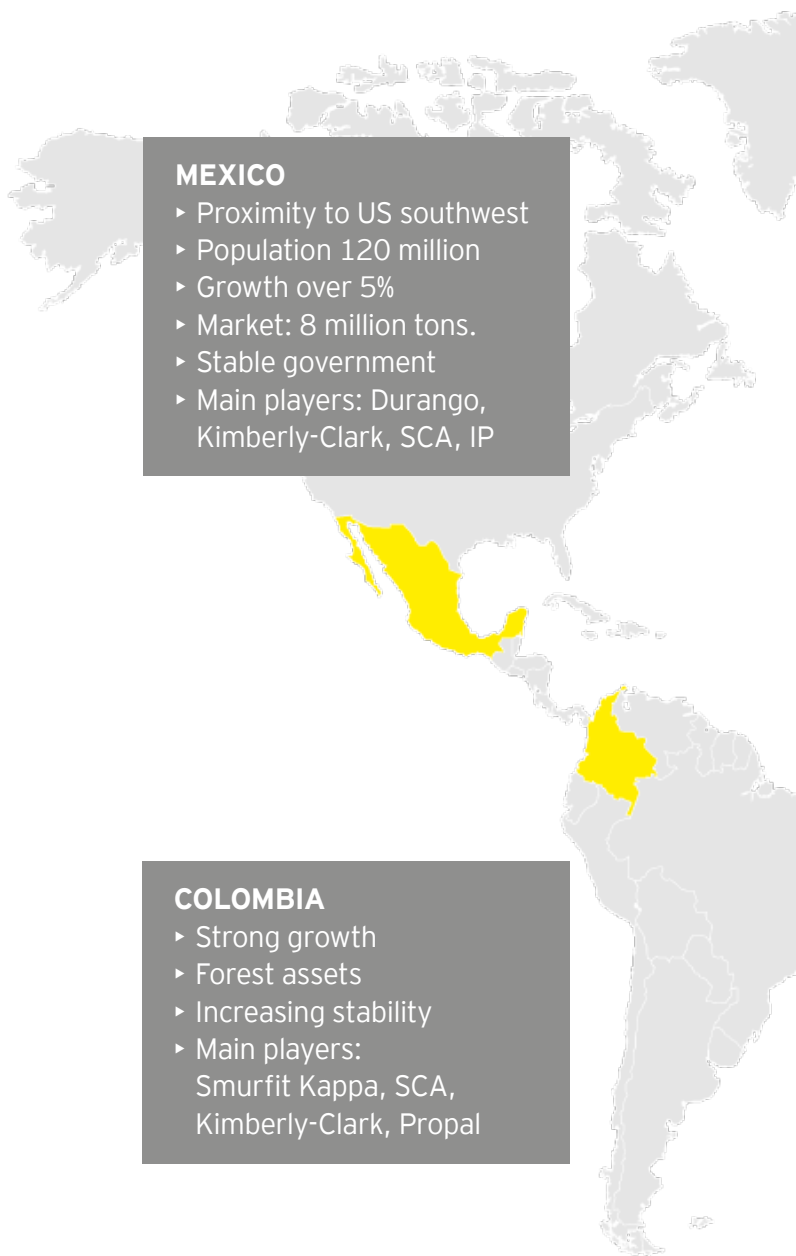 MEXICO
‣ Proximity to US southwest
‣ Population 120 million
‣ Growth over 5%
‣ Market: 8 million tons.
‣ Stable government
‣ Main players: Durango,
Kimberly-Clark, SCA, IP
COLOMBIA
‣ Strong growth
‣ Forest assets
‣ Increasing stability
‣ Main players:
Smurfit Kappa, SCA,
Kimberly-Clark, Propal